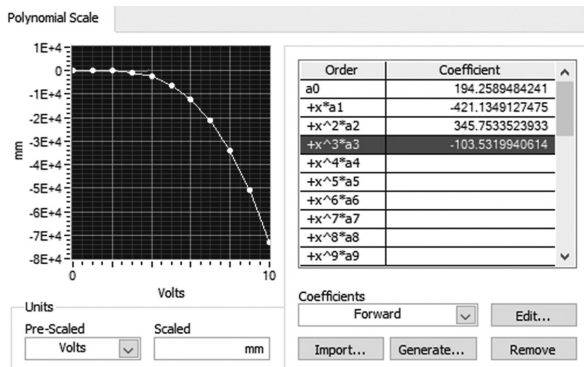 Polynomial Scale
1E+4
0
-1E+4
-2E+4
-3E+4
-4E+4
-5E+4
-6E+4
-7E+4
-8E+4
mm
0
10
Volts
Order Coefficient
a0 194.2589484241
+x*a1 -421.1349127475
+x^2*a2 345.7533523933
+x^3*a3 -103.5319940614
+x^4*a4
+x^5*a5
+x^6*a6
+x^7*a7
+x^8*a8
+x^9*a9
Units
Pre-Scaled Scaled
Volts mm
Coefficients
Forward Edit...
Import... Generate... Remove